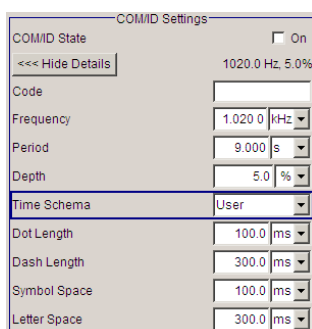 COM/ID Settings
COM/ID State On
<<< Hide Details 1020.0 Hz, 5.0%
Code
Frequency 1.020 0 kHz
Period 9.000 s
Depth 5.0 %
Time Schema User
Dot Length 100.0 ms
Dash Length 300.0 ms
Symbol Space 100.0 ms
Letter Space 300.0 ms